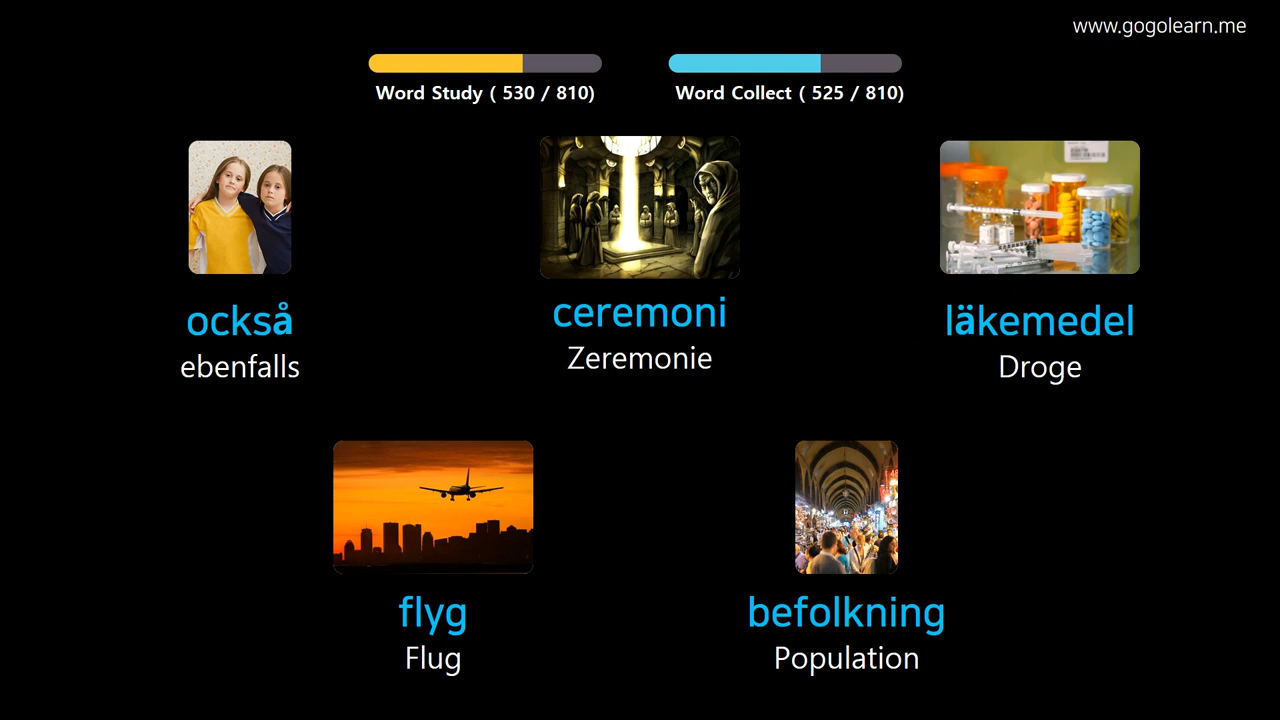 www.gogolearn.me
Word Study ( 530 / 810)
Word Collect ( 525 / 810)
också
ebenfalls
ceremoni
Zeremonie
läkemedel
Droge
flyg
Flug
befolkning
Population